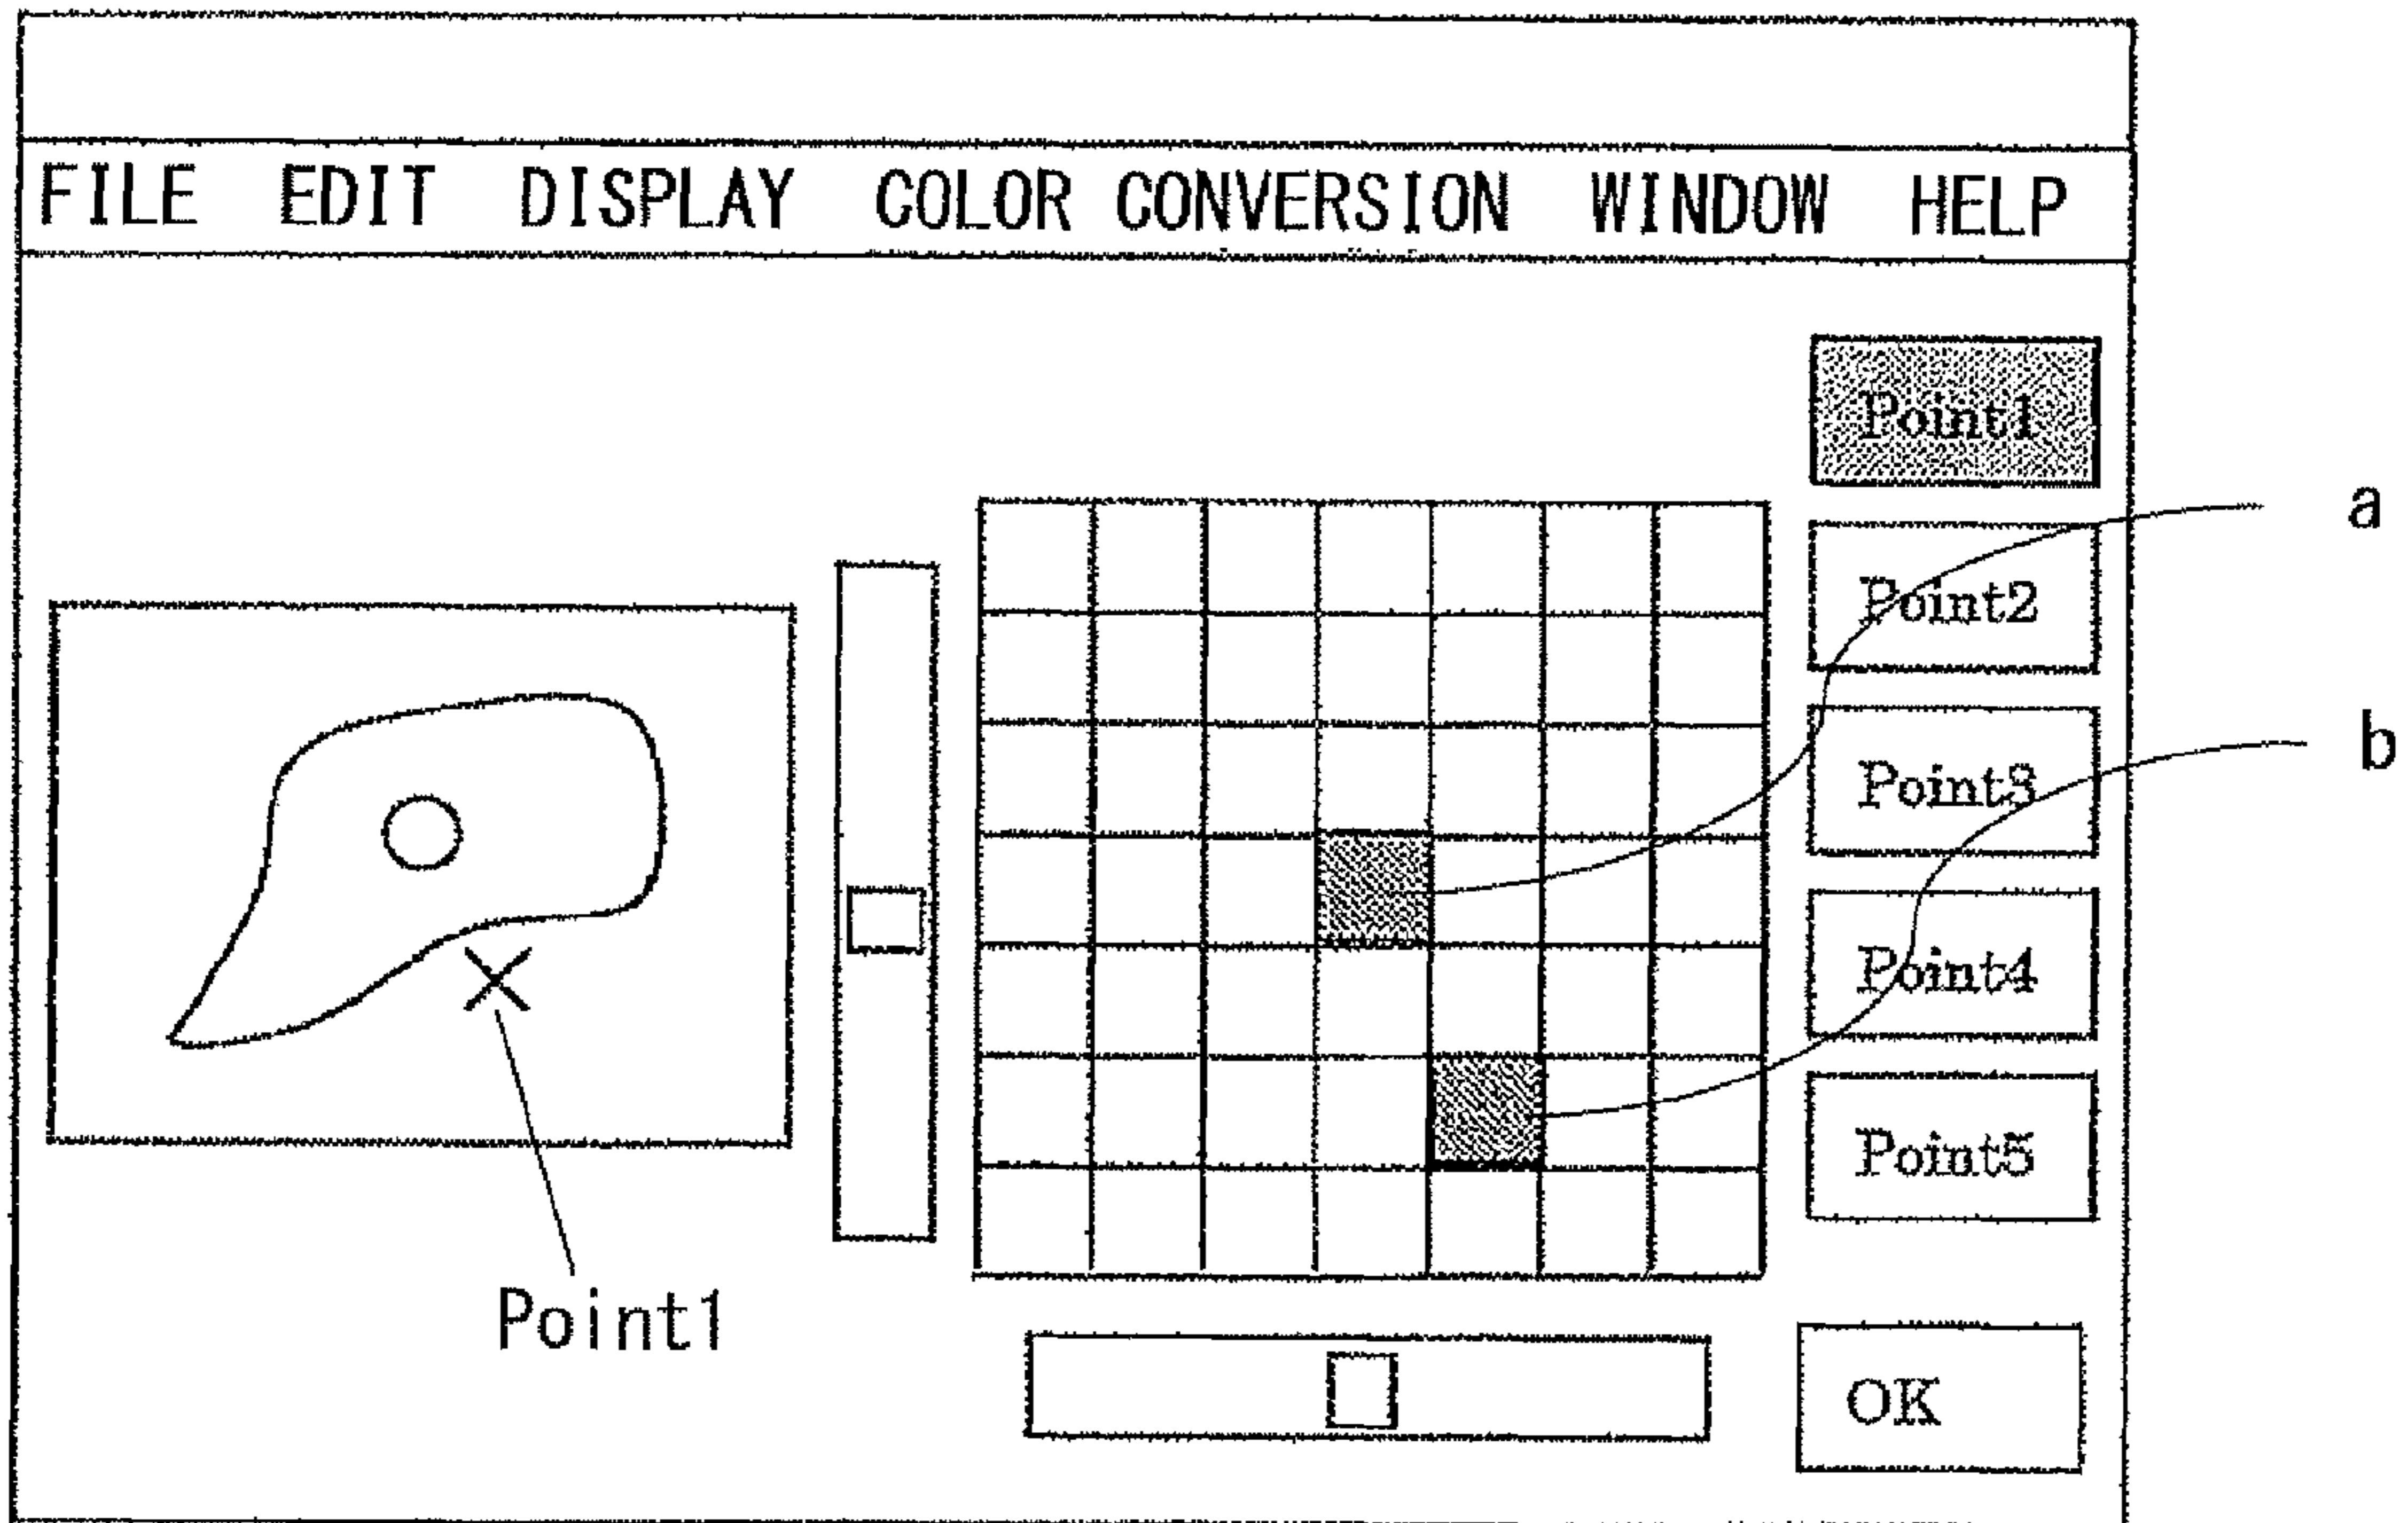 FILE EDIT DISPLAY COLOR CONVERSION WINDOW HELP
Point1
a
Point2
b
Point3
Point4
Point5
Point1
OK